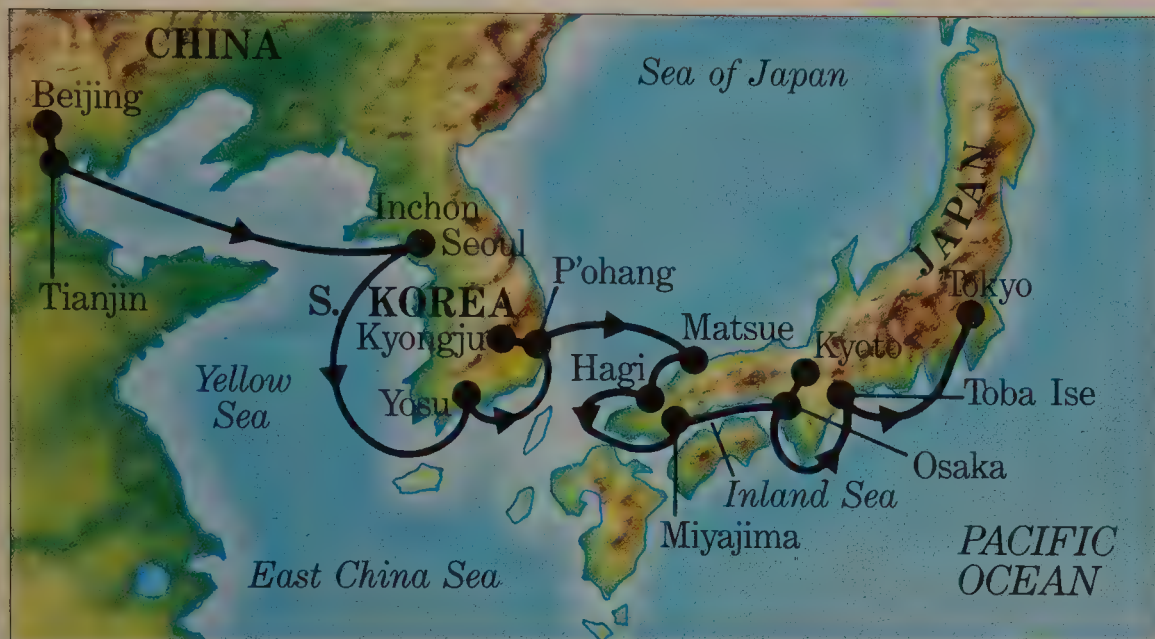 CHINA
Beijing
Sea of Japan
JAPAN
Inchon
Seoul
P'ohang
Tianjin
S. KOREA
Tokyo
Kyongju
Matsue
Kyoto
Hagi
Yellow
Sea
Yosu
Toba Ise
Osaka
Inland Sea
Miyajima
PACIFIC
OCEAN
East China Sea